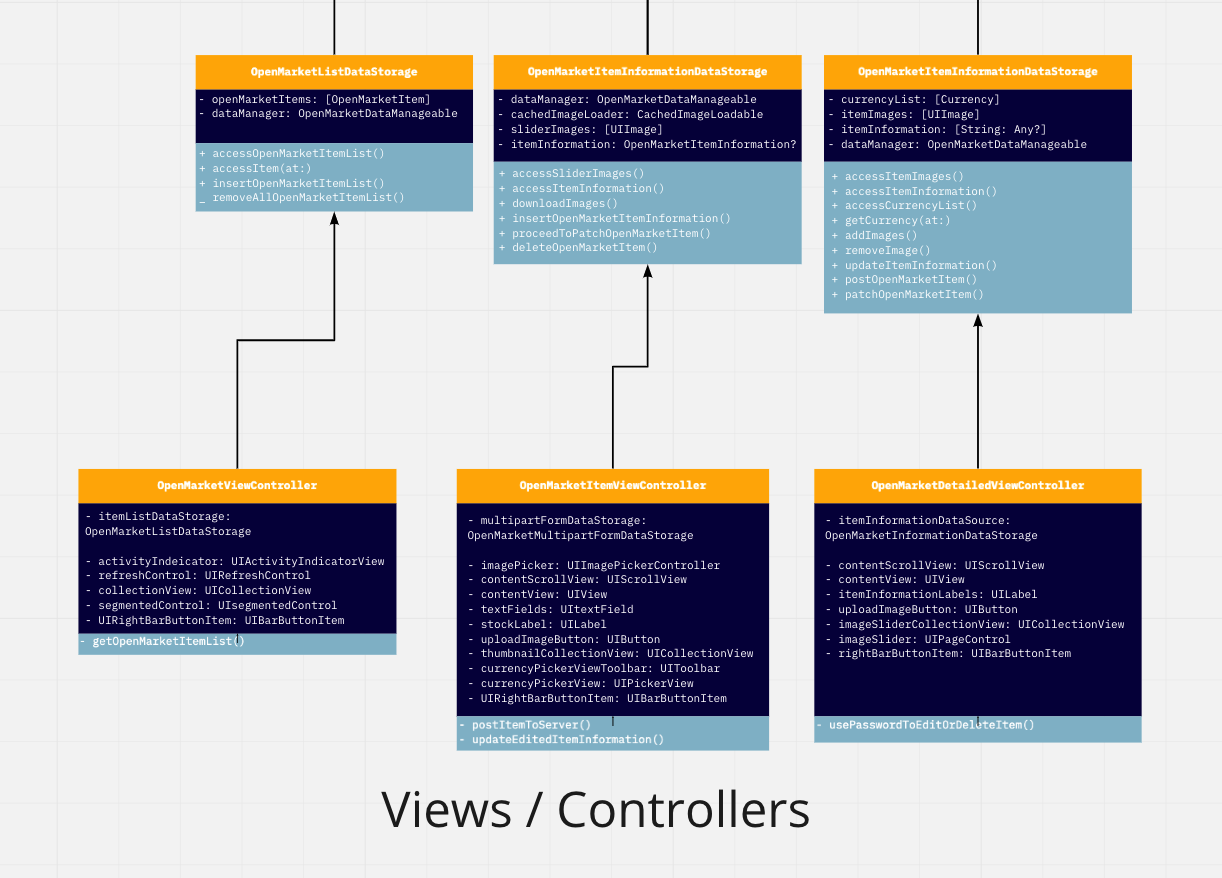 OpenMarketListDataStorage
- openMarketItems: [OpenMarketItem]
- dataManager: OpenMarketDataManageable
+ accessOpenMarketItemList()
+ accessItem(at:)
+ insertOpenMarketItemList()
_ removeAllOpenMarketItemList()
OpenMarketItemInformationDataStorage
- dataManager: OpenMarketDataManageable
- cachedImageLoader: CachedImageLoadable
- sliderImages: [UIImage]
- itemInformation: OpenMarketItemInformation?
+ accessSliderImages()
+ accessItemInformation()
+ downloadImages()
+ insertOpenMarketItemInformation()
+ proceedToPatchOpenMarketItem()
+ deleteOpenMarketItem()
OpenMarketItemInformationDataStorage
- currencyList: [Currency]
- itemImages: [UIImage]
- itemInformation: [String: Any?]
- dataManager: OpenMarketDataManageable
+ accessItemImages()
+ accessItemInformation()
+ accessCurrencyList()
+ getCurrency(at:)
+ addImages()
+ removeImage()
+ updateItemInformation()
+ postOpenMarketItem()
+ patchOpenMarketItem()
OpenMarketViewController
- itemListDataStorage:
OpenMarketListDataStorage
- activityIndeicator: UIActivityIndicatorView
- refreshControl: UIRefreshControl
- collectionView: UICollectionView
- segmentedControl: UIsegmentedControl
- UIRightBarButtonItem: UIBarButtonItem
- getOpenMarketItemList()
OpenMarketItemViewController
- multipartFormDataStorage:
OpenMarketMultipartFormDataStorage
- imagePicker: UIImagePickerController
- contentScrollView: UIScrollView
- contentView: UIView
- textFields: UItextField
- stockLabel: UILabel
- uploadImageButton: UIButton
- thumbnailCollectionView: UICollectionView
- currencyPickerViewToolbar: UIToolbar
- currencyPickerView: UIPickerView
- UIRightBarButtonItem: UIBarButtonItem
- postItemToServer()
- updateEditedItemInformation()
OpenMarketDetailedViewController
- itemInformationDataSource:
OpenMarketInformationDataStorage
- contentScrollView: UIScrollView
- contentView: UIView
- itemInformationLabels: UILabel
- uploadImageButton: UIButton
- imageSliderCollectionView: UICollectionView
- imageSlider: UIPageControl
- rightBarButtonItem: UIBarButtonItem
- usePasswordToEditOrDeleteItem()
Views / Controllers